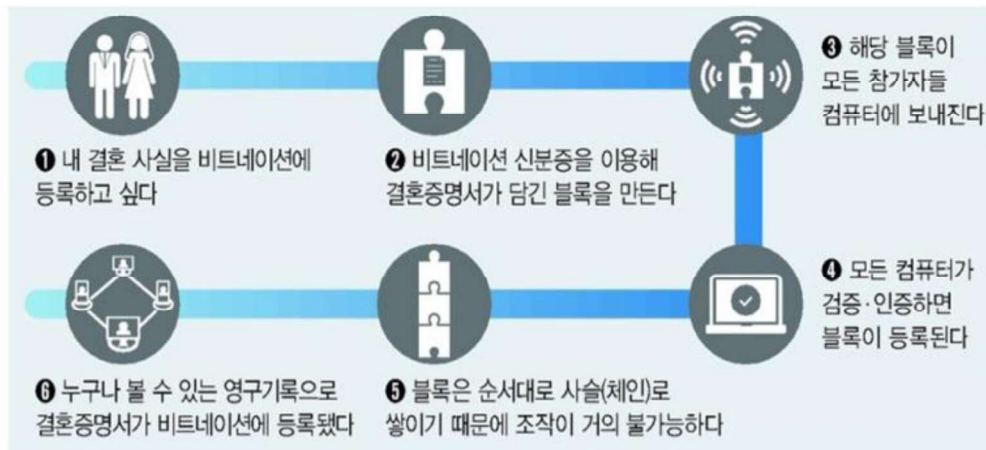 ❶ 내 결혼 사실을 비트네이션에
등록하고 싶다
❷ 비트네이션 신분증을 이용해
결혼증명서가 담긴 블록을 만든다
❸ 해당 블록이
모든 참가자들
컴퓨터에 보내진다
❹ 모든 컴퓨터가
검증·인증하면
블록이 등록된다
❺ 블록은 순서대로 사슬(체인)로
쌓이기 때문에 조작이 거의 불가능하다
❻ 누구나 볼 수 있는 영구기록으로
결혼증명서가 비트네이션에 등록됐다